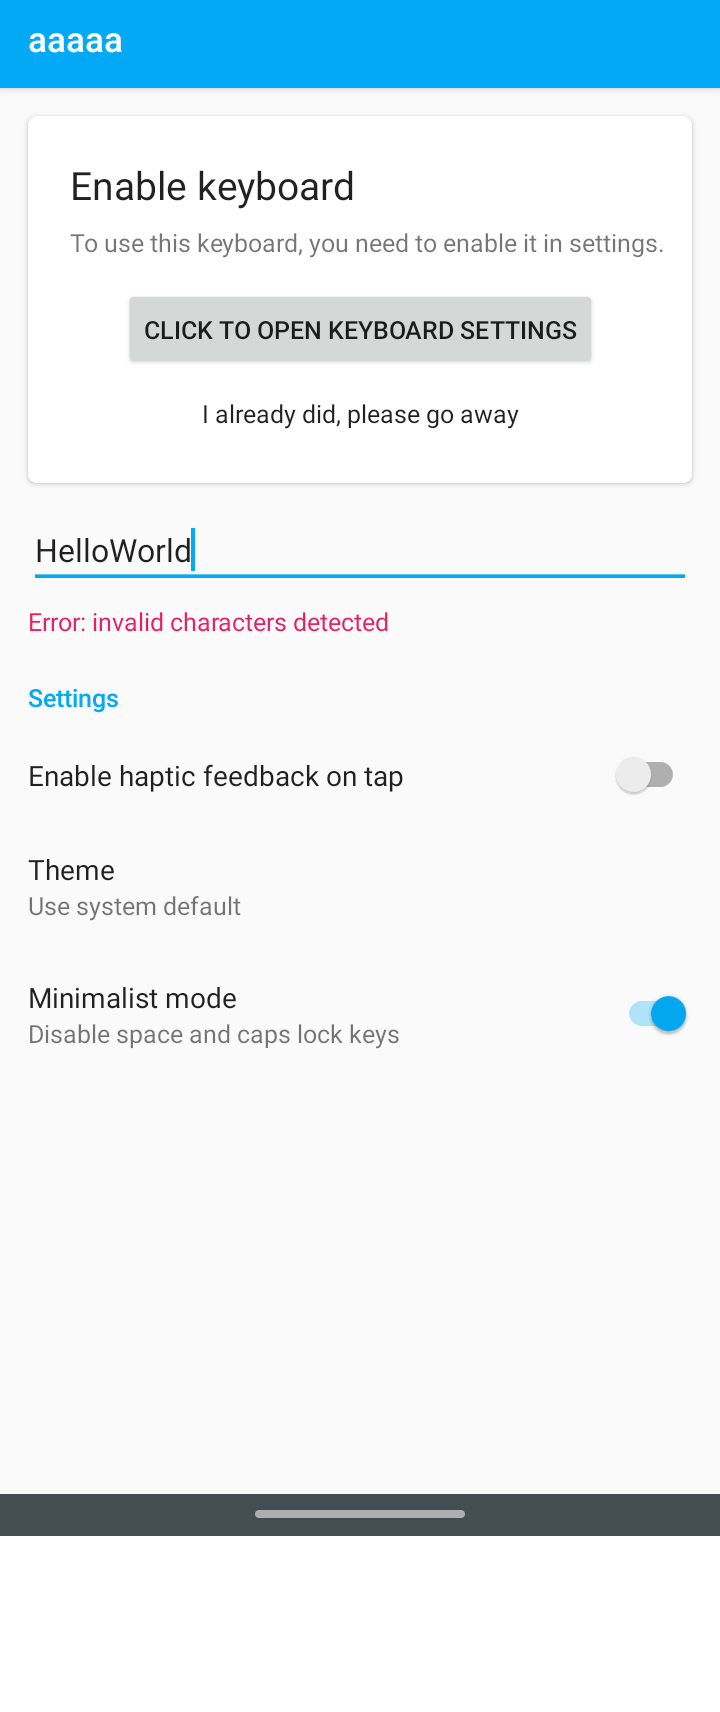 aaaaa
Enable keyboard
To use this keyboard, you need to enable it in settings.
CLICK TO OPEN KEYBOARD SETTINGS
I already did, please go away
HelloWorld
Error: invalid characters detected
Settings
Enable haptic feedback on tap
Theme
Use system default
Minimalist mode
Disable space and caps lock keys